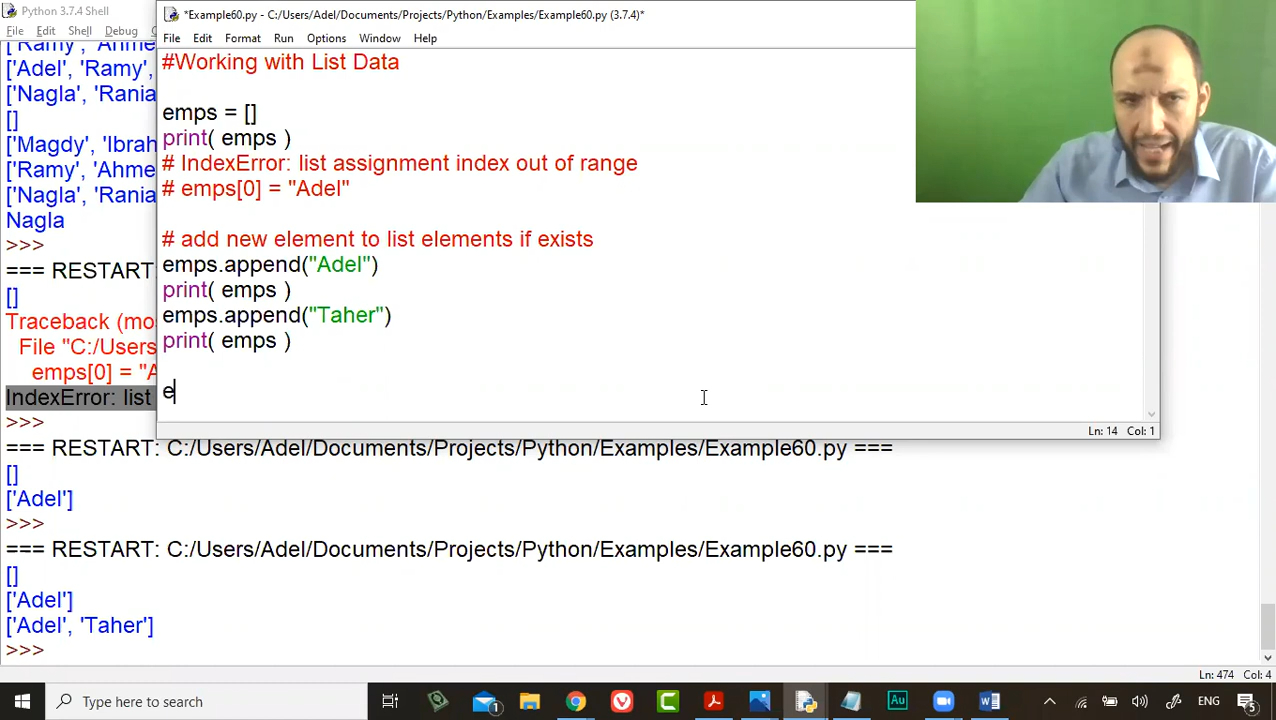 Python 3.7.4 Shell
File Edit Shell Debug
['Ramy', 'Ahme
['Adel', 'Ramy',
['Nagla', 'Rania
[]
['Magdy', 'Ibrah
['Ramy', 'Ahme
['Nagla', 'Rania
Nagla
>>>
=== RESTART:
[]
Traceback (mos
File "C:/Users
emps[0] = "A
IndexError: list
>>>
=== RESTART: C:/Users/Adel/Documents/Projects/Python/Examples/Example60.py ===
[]
['Adel']
>>>
=== RESTART: C:/Users/Adel/Documents/Projects/Python/Examples/Example60.py ===
[]
['Adel']
['Adel', 'Taher']
>>>
Ln: 474 Col: 4
*Example60.py - C:/Users/Adel/Documents/Projects/Python/Examples/Example60.py (3.7.4)*
File Edit Format Run Options Window Help
#Working with List Data
emps = []
print( emps )
# IndexError: list assignment index out of range
# emps[0] = "Adel"
# add new element to list elements if exists
emps.append("Adel")
print( emps )
emps.append("Taher")
print( emps )
e
Ln: 14 Col: 1
Type here to search
1
Au
ENG
5